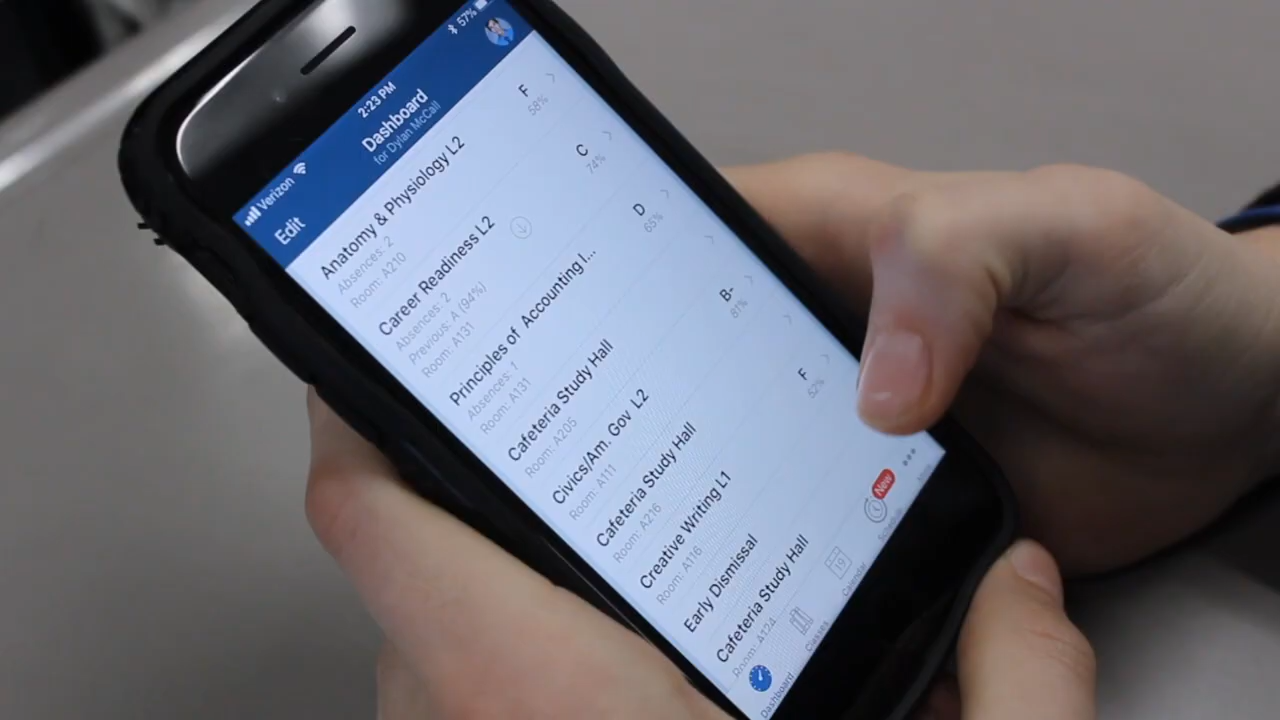 Verizon
2:23 PM
57%
Edit
Dashboard
for Dylan McCall
Anatomy & Physiology L2
Absences: 2
Room: A210
F
58%
Career Readiness L2
Absences: 2
Previous: A (94%)
Room: A131
C
74%
Principles of Accounting I...
Absences: 1
Room: A131
D
65%
Cafeteria Study Hall
Room: A205
Civics/Am. Gov L2
Room: A111
B-
81%
Cafeteria Study Hall
Room: A216
Creative Writing L1
Room: A116
F
52%
Early Dismissal
Cafeteria Study Hall
Room: A124
Dashboard
Classes
19
Calendar
New
Schedule